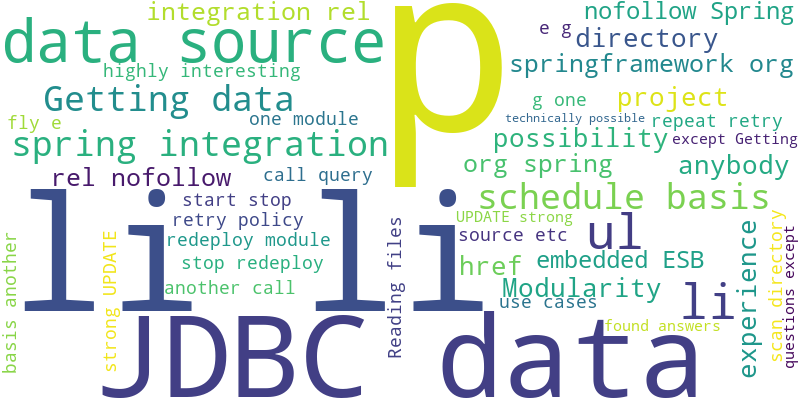 integration rel
p
nofollow Spring
e g
directory
data source
highly interesting
springframework org
Getting data
g one
project
fly e
one module
technically possible
repeat retry
spring integration
possibility
except Getting
org spring
anybody
rel nofollow
call query
li li
start stop
schedule basis
retry policy
UPDATE strong
redeploy module
source etc
ul
stop redeploy
href
embedded ESB
another call
Modularity
li
use cases
JDBC data
found answers
basis another
strong UPDATE
Reading files
experience
scan directory
questions except